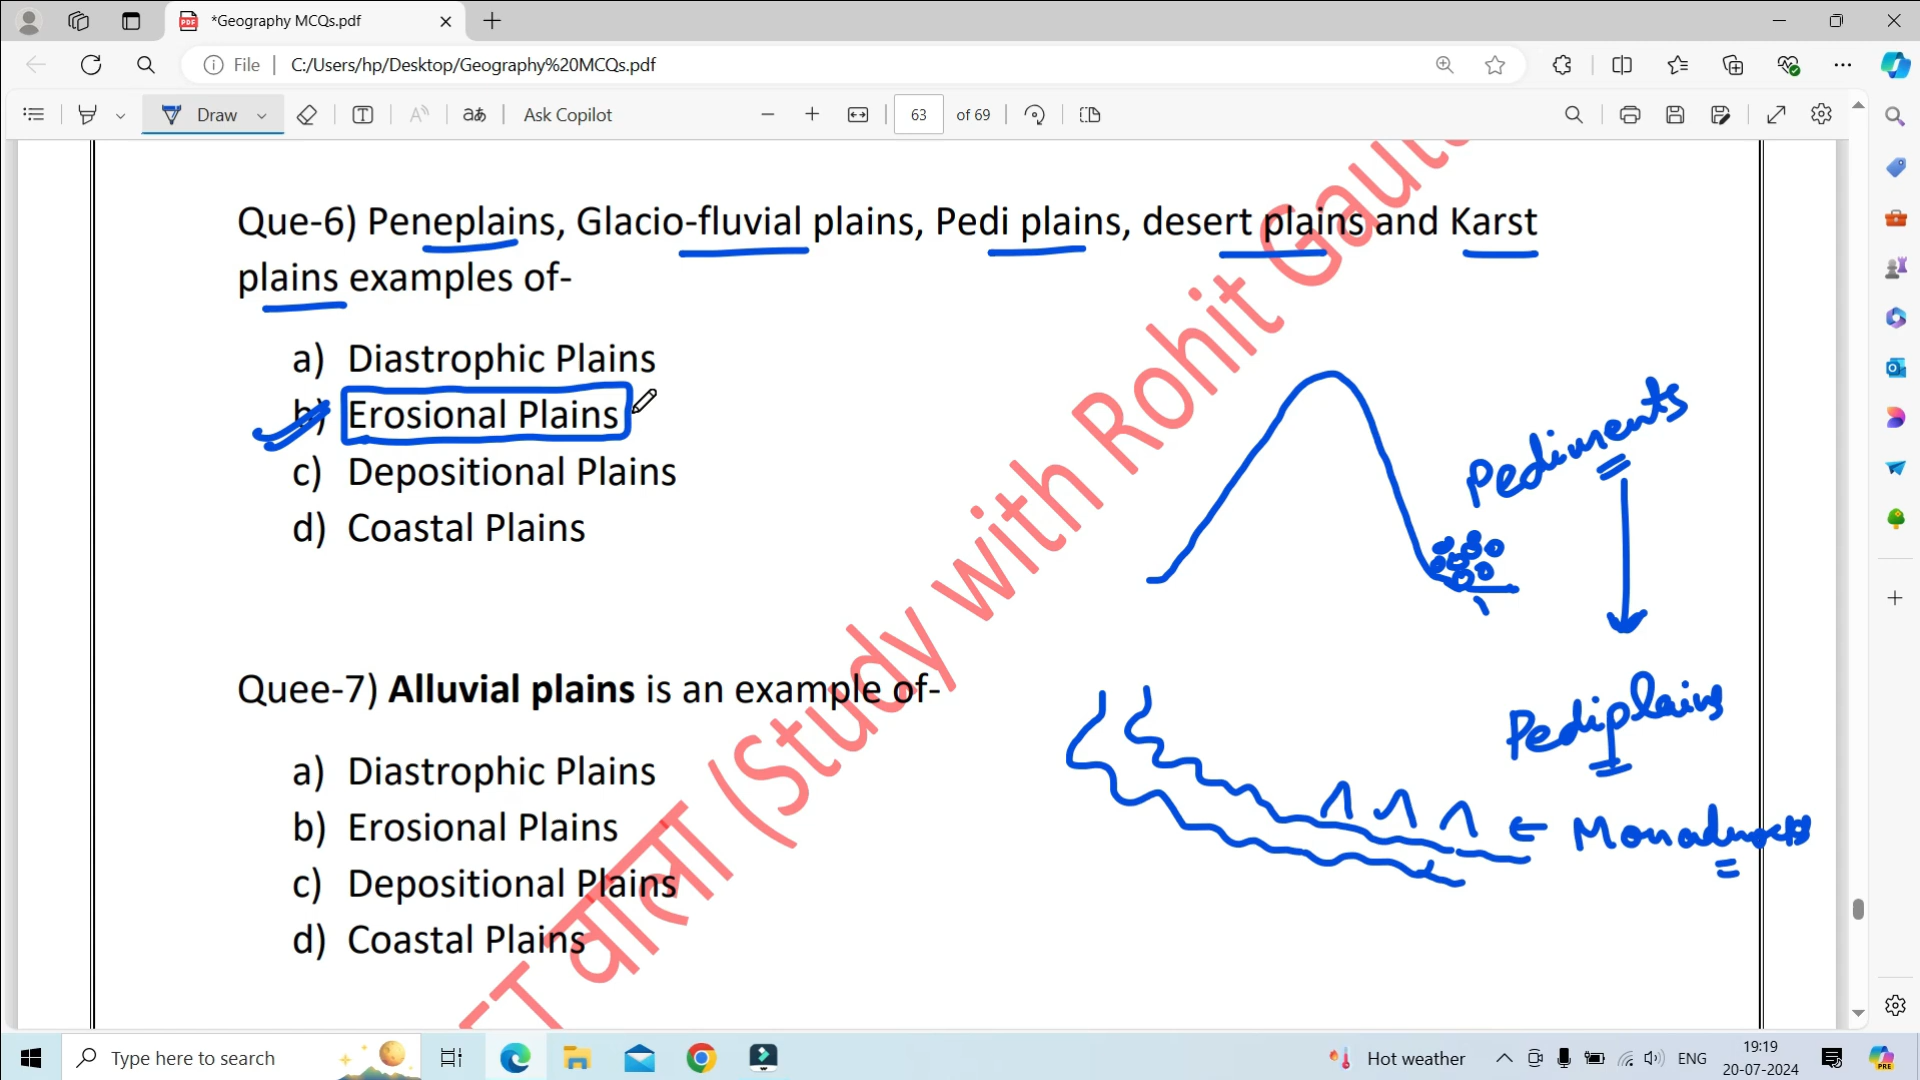 *Geography MCQs.pdf
File
C:/Users/hp/Desktop/Geography%20MCQs.pdf
Draw
aあ
Ask Copilot
63
of 69
Que-6) Peneplains, Glacio-fluvial plains, Pedi plains, desert plains and Karst
plains examples of-
a) Diastrophic Plains
b) Erosional Plains
c) Depositional Plains
d) Coastal Plains
Pediments
Pediplains
Monadnocks
Quee-7) Alluvial plains is an example of-
a) Diastrophic Plains
b) Erosional Plains
c) Depositional Plains
d) Coastal Plains
वाला (Study with Rohit
Type here to search
Hot weather
ENG
19:19
20-07-2024